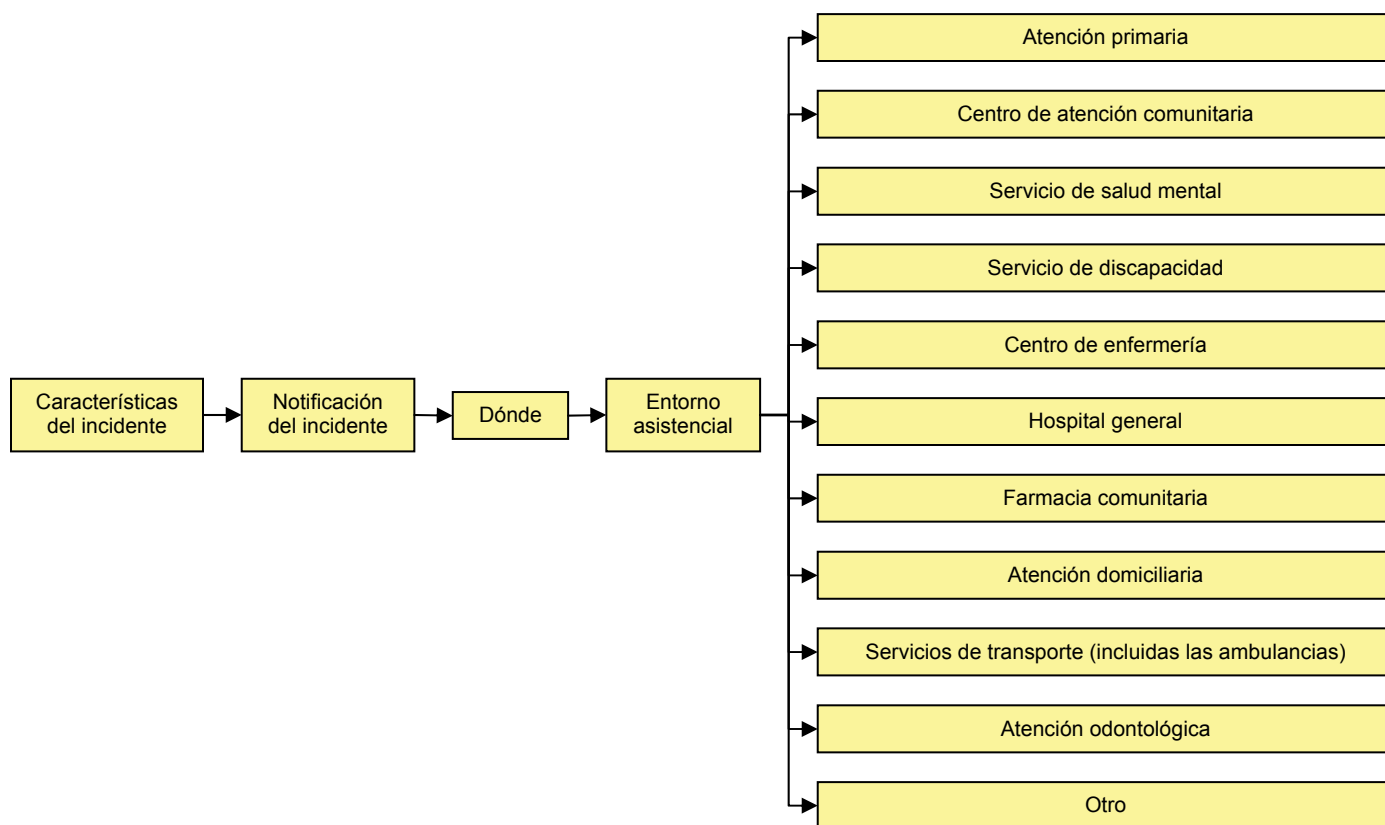 Atención primaria
Centro de atención comunitaria
Servicio de salud mental
Servicio de discapacidad
Centro de enfermería
Características
del incidente
Notificación
del incidente
Dónde
Entorno
asistencial
Hospital general
Farmacia comunitaria
Atención domiciliaria
Servicios de transporte (incluidas las ambulancias)
Atención odontológica
Otro